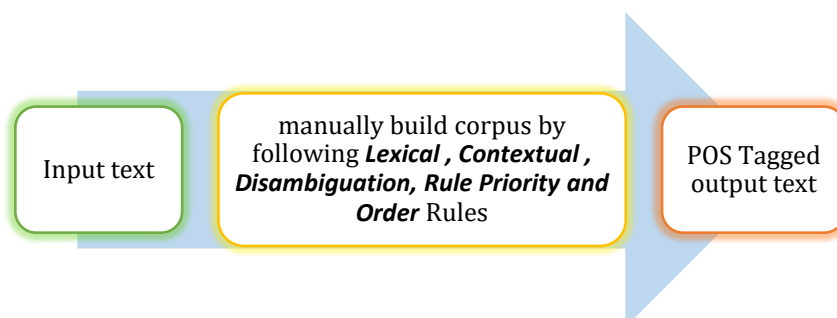 Input text
manually build corpus by
following Lexical , Contextual ,
Disambiguation, Rule Priority and
Order Rules
POS Tagged
output text